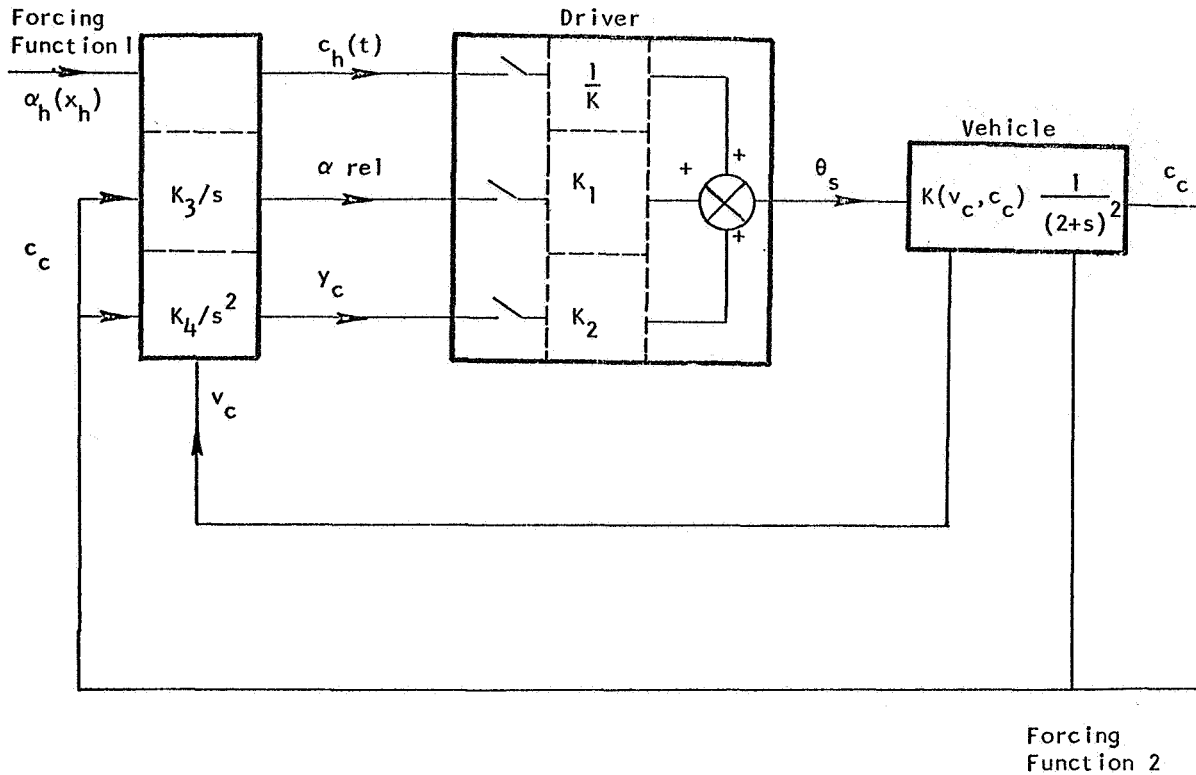 Forcing
Function 1
Driver
c_h(t)
1/K
α_h(x_h)
+
Vehicle
α rel
K_3/s
K_1
+
θ_s
K(v_c,c_c) 1/(2+s)^2
c_c
c_c
+
y_c
K_4/s^2
K_2
v_c
Forcing
Function 2